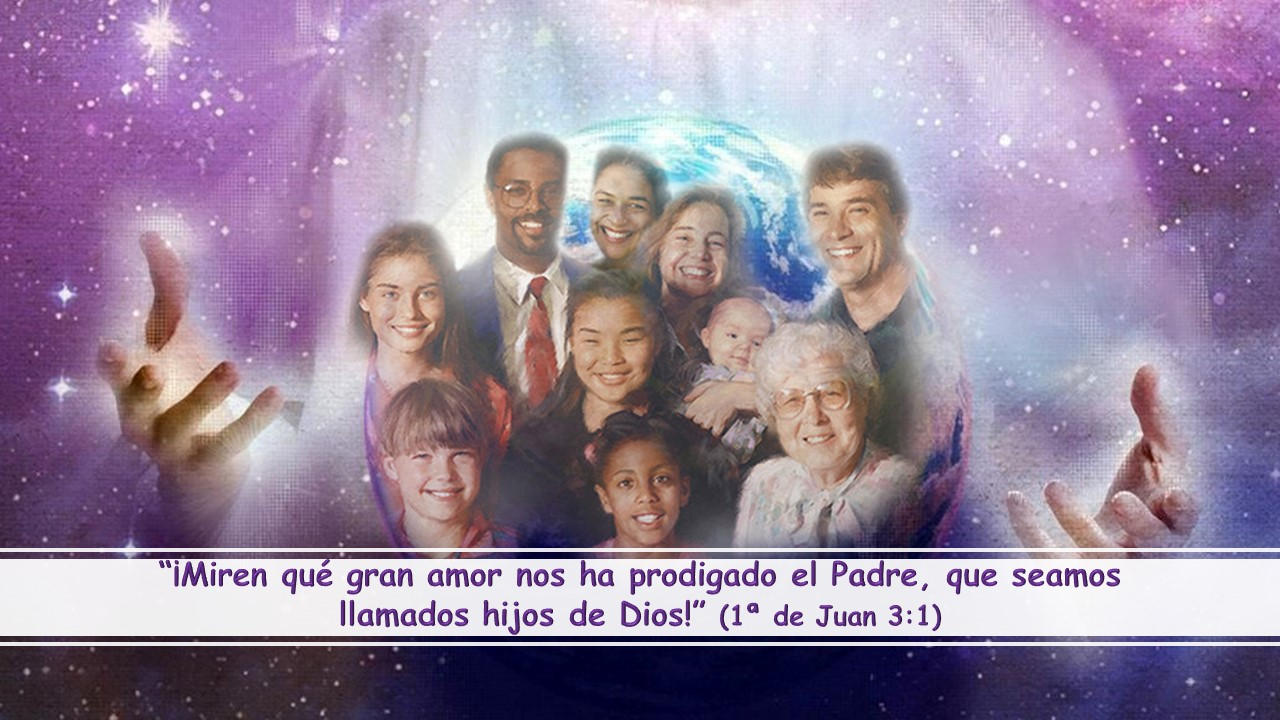 “¡Miren qué gran amor nos ha prodigado el Padre, que seamos
llamados hijos de Dios!” (1ª de Juan 3:1)